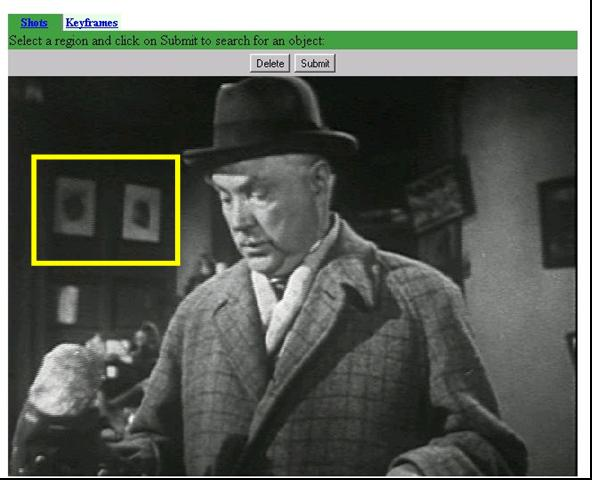 Shots Keyframes
Select a region and click on Submit to search for an object:
Delete Submit